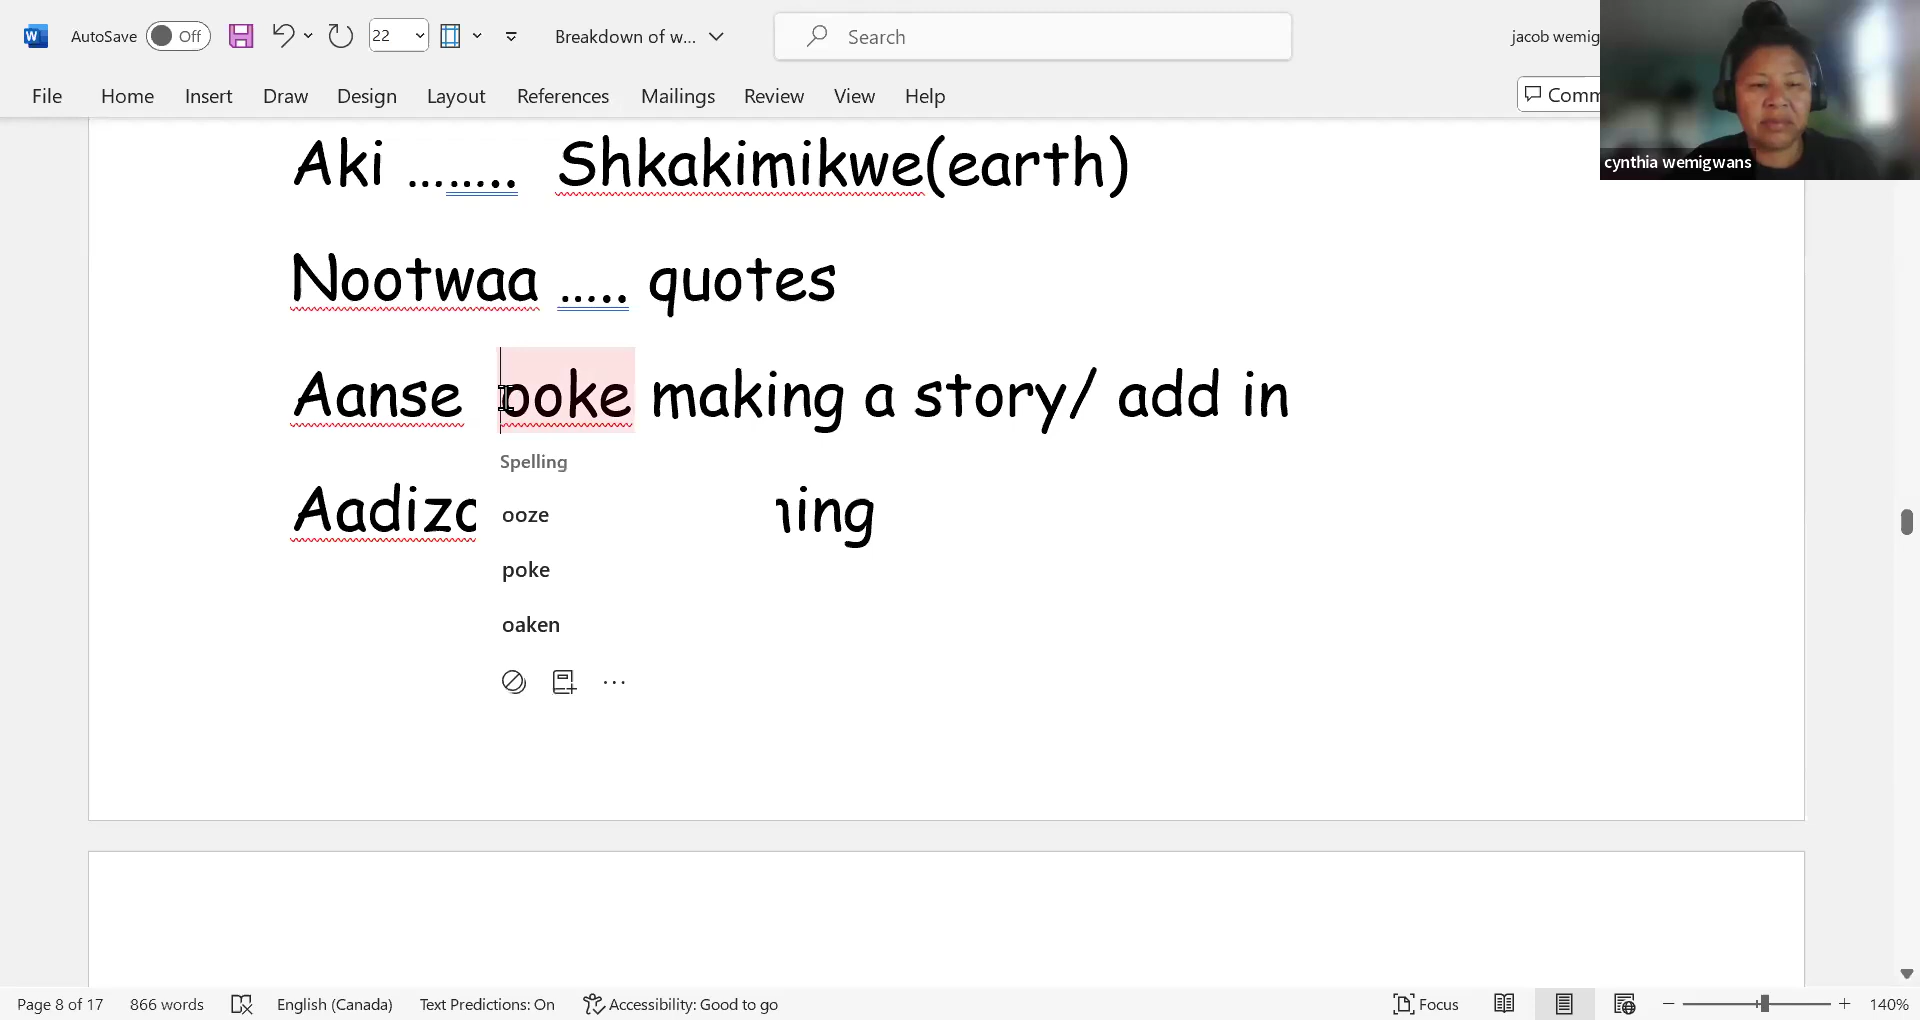 AutoSave Off 22 Breakdown of w... Search jacob wemig
File Home Insert Draw Design Layout References Mailings Review View Help Comm
cynthia wemigwans
Aki ........ Shkakimikwe(earth)
Nootwaa ..... quotes
Aanse ooke making a story/ add in
Spelling
ooze
poke
oaken
...
Page 8 of 17 866 words English (Canada) Text Predictions: On Accessibility: Good to go Focus 140%